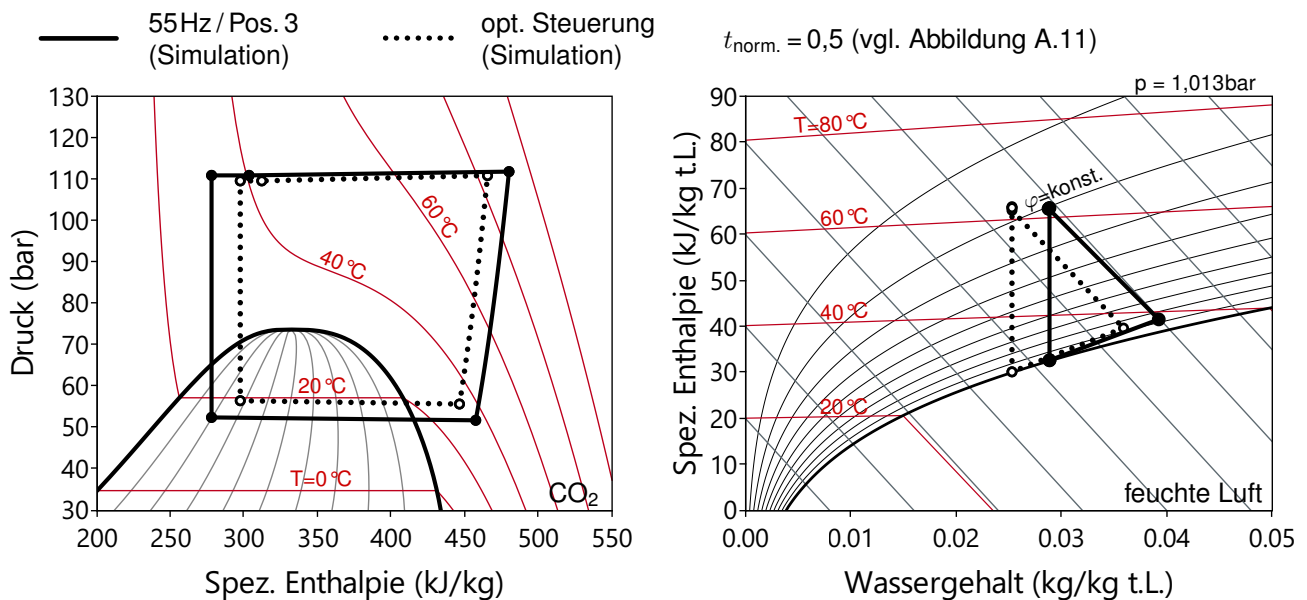 55Hz / Pos. 3
(Simulation)
opt. Steuerung
(Simulation)
tnorm. = 0,5 (vgl. Abbildung A.11)
130
120
110
100
90
80
70
60
50
40
30
200
250
300
350
400
450
500
550
Druck (bar)
Spez. Enthalpie (kJ/kg)
60°C
40°C
20°C
T=0°C
CO2
p = 1,013bar
90
80
70
60
50
40
30
20
10
0
0.00
0.01
0.02
0.03
0.04
0.05
Spez. Enthalpie (kJ/kg t.L.)
Wassergehalt (kg/kg t.L.)
T=80°C
φ=konst.
60°C
40°C
20°C
feuchte Luft